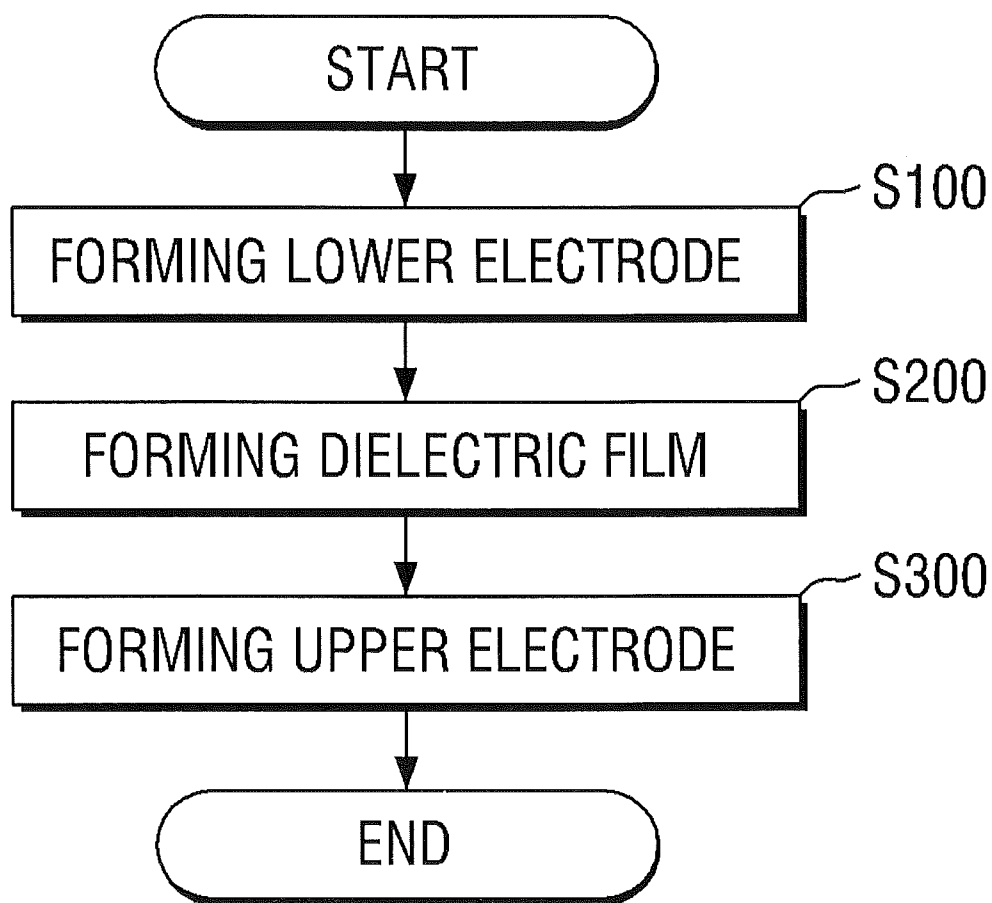 START
S100
FORMING LOWER ELECTRODE
S200
FORMING DIELECTRIC FILM
S300
FORMING UPPER ELECTRODE
END